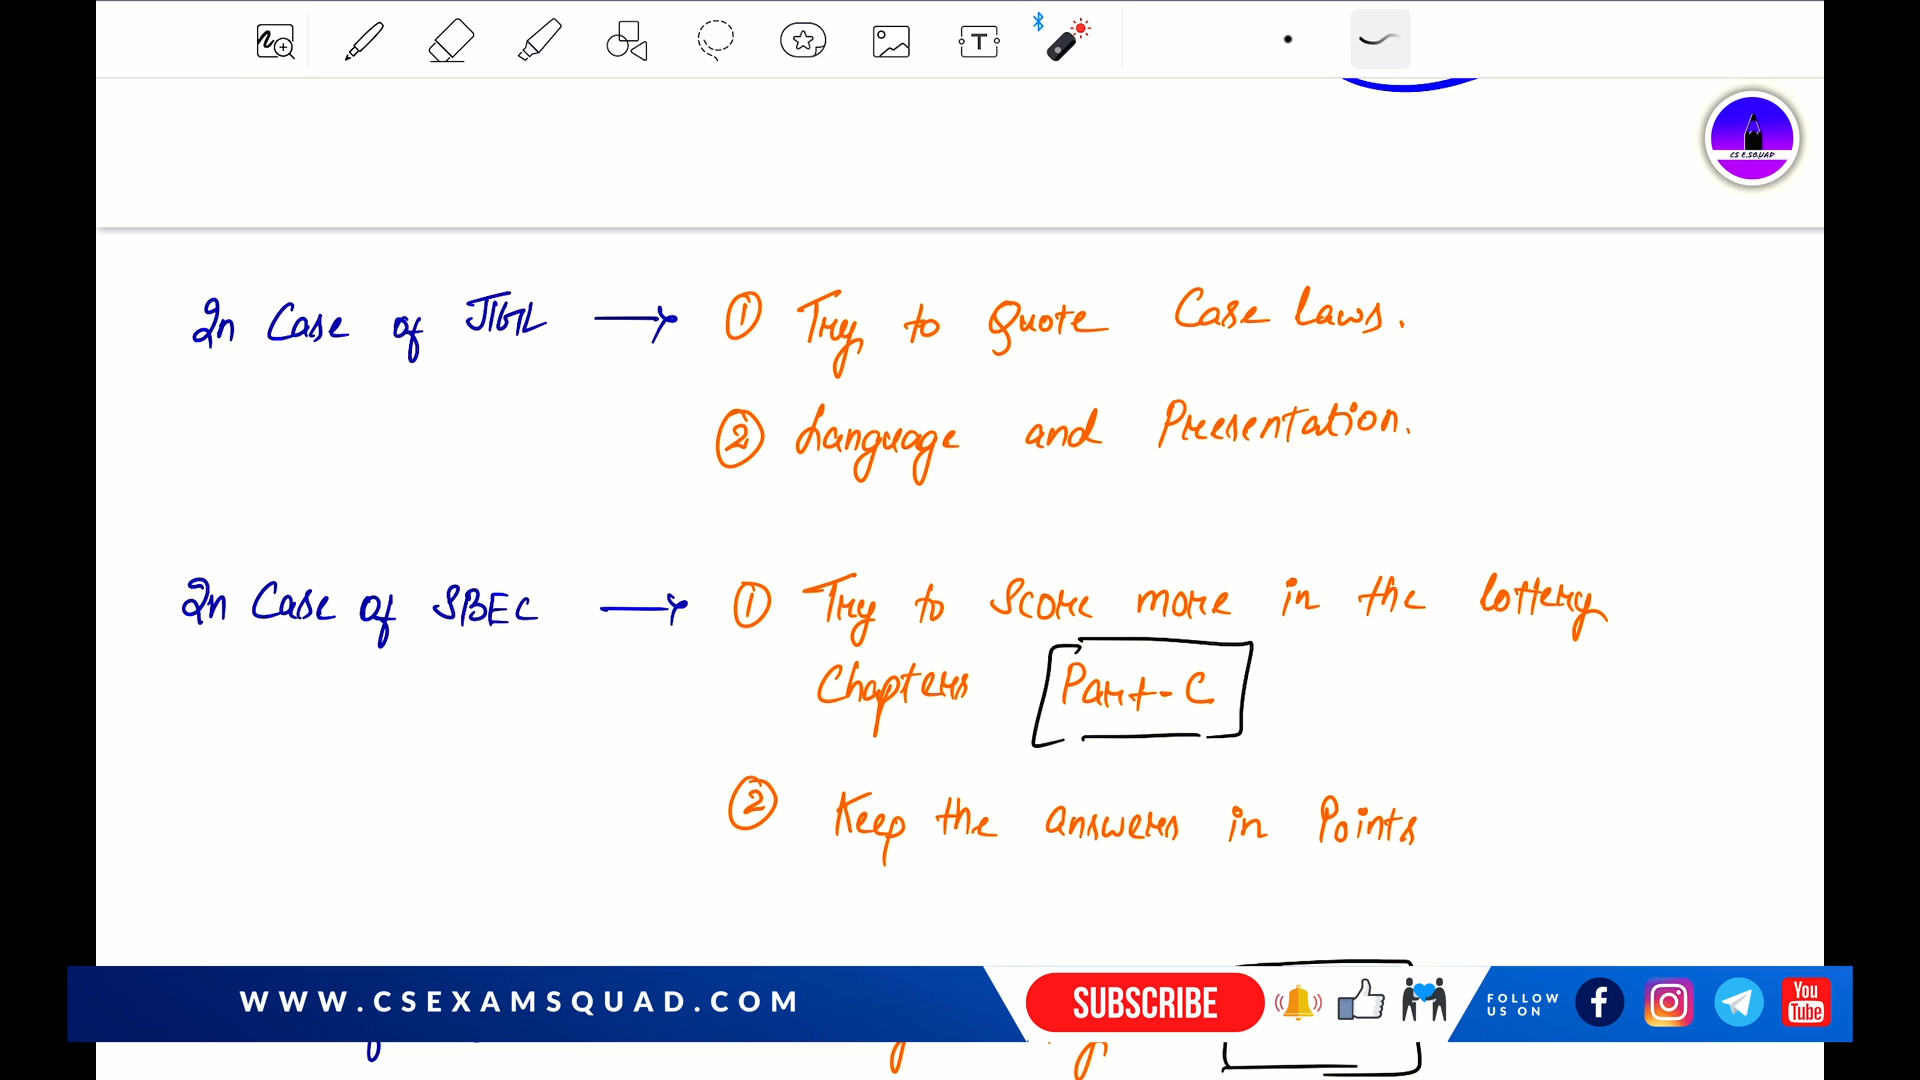 T
CS E.SQUAD
In Case of JIGL → ① Try to Quote Case laws.
② Language and Presentation.
In Case of SBEC → ① Try to Score more in the lottery
Chapters Part-C
② Keep the answers in Points
WWW.CSEXAMSQUAD.COM
SUBSCRIBE
FOLLOW
US ON
You
Tube